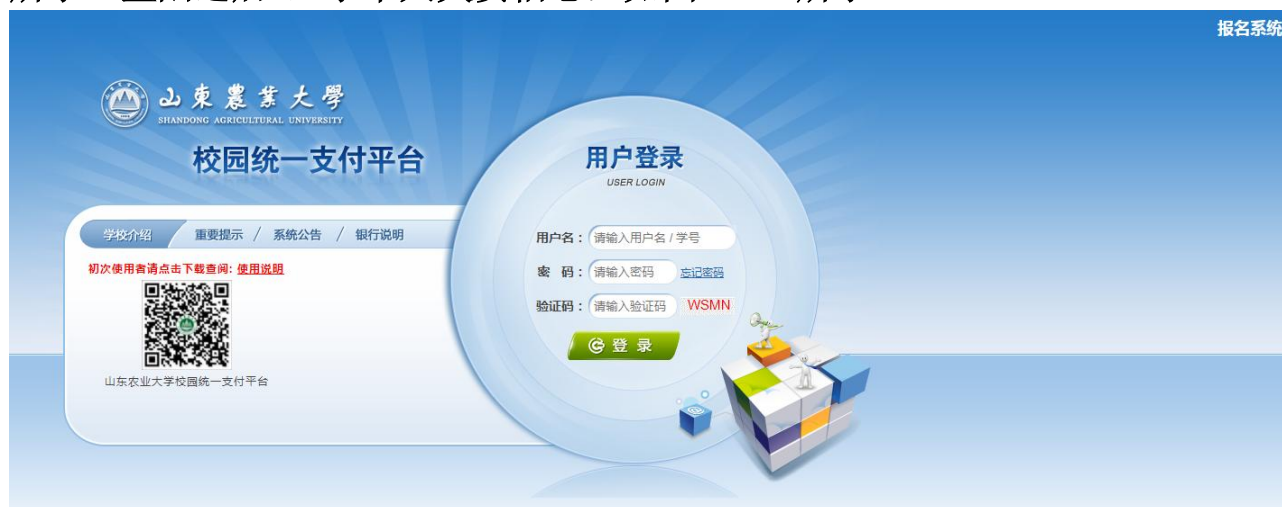 报名系统
山東農業大學
SHANDONG AGRICULTURAL UNIVERSITY
校园统一支付平台
用户登录
USER LOGIN
学校介绍 重要提示 / 系统公告 / 银行说明
初次使用者请点击下载查阅: 使用说明
山东农业大学校园统一支付平台
用户名： 请输入用户名 / 学号
密 码： 请输入密码 忘记密码
验证码： 请输入验证码 WSMN
登 录